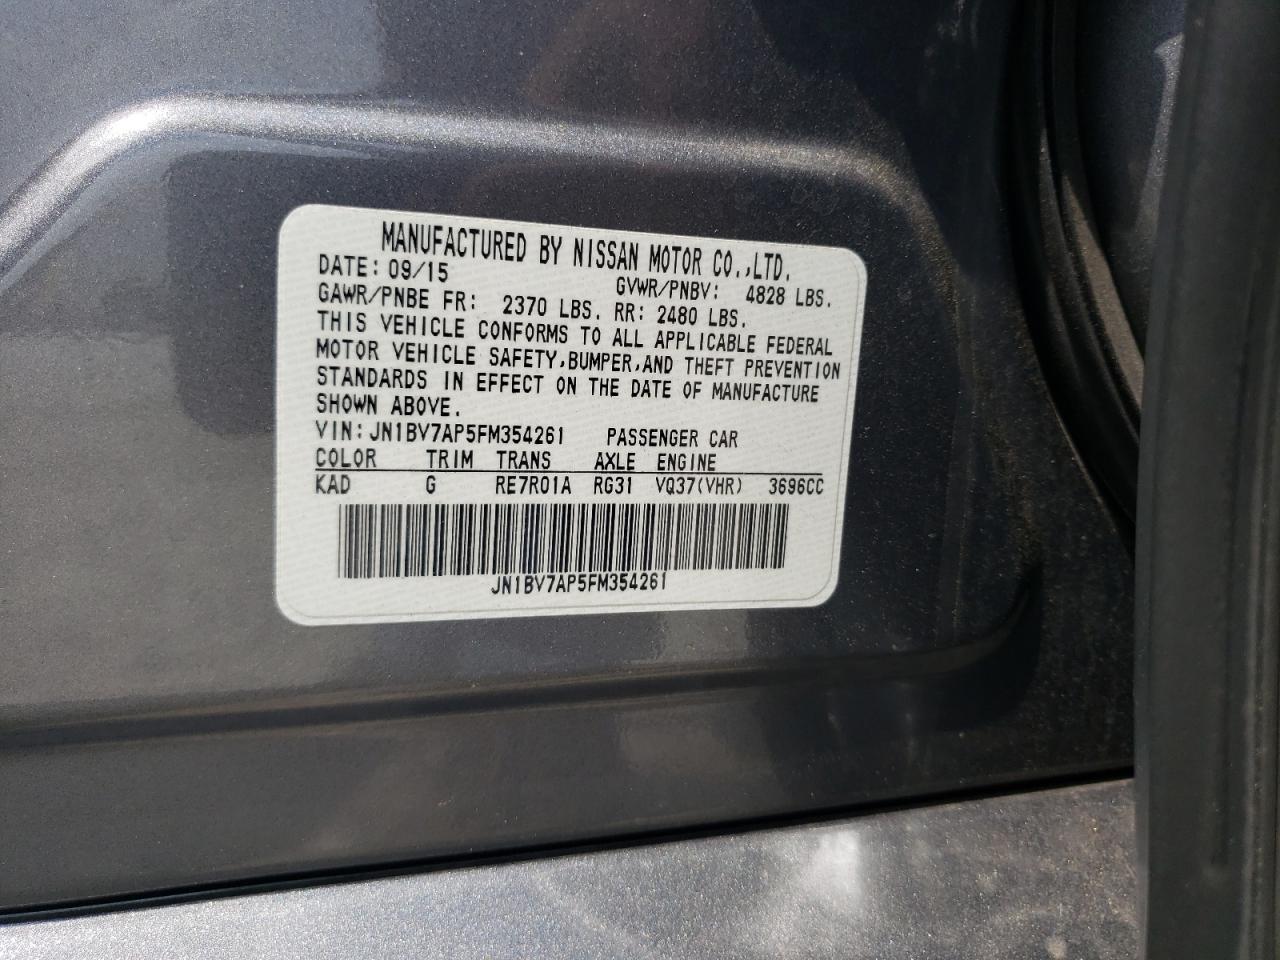 MANUFACTURED BY NISSAN MOTOR CO.,LTD.
DATE: 09/15 GVWR/PNBV: 4828 LBS.
GAWR/PNBE FR: 2370 LBS. RR: 2480 LBS.
THIS VEHICLE CONFORMS TO ALL APPLICABLE FEDERAL
MOTOR VEHICLE SAFETY,BUMPER,AND THEFT PREVENTION
STANDARDS IN EFFECT ON THE DATE OF MANUFACTURE
SHOWN ABOVE.
VIN:JN1BV7AP5FM354261 PASSENGER CAR
COLOR TRIM TRANS AXLE ENGINE
KAD G RE7R01A RG31 VQ37(VHR) 3696CC
JN1BV7AP5FM354261